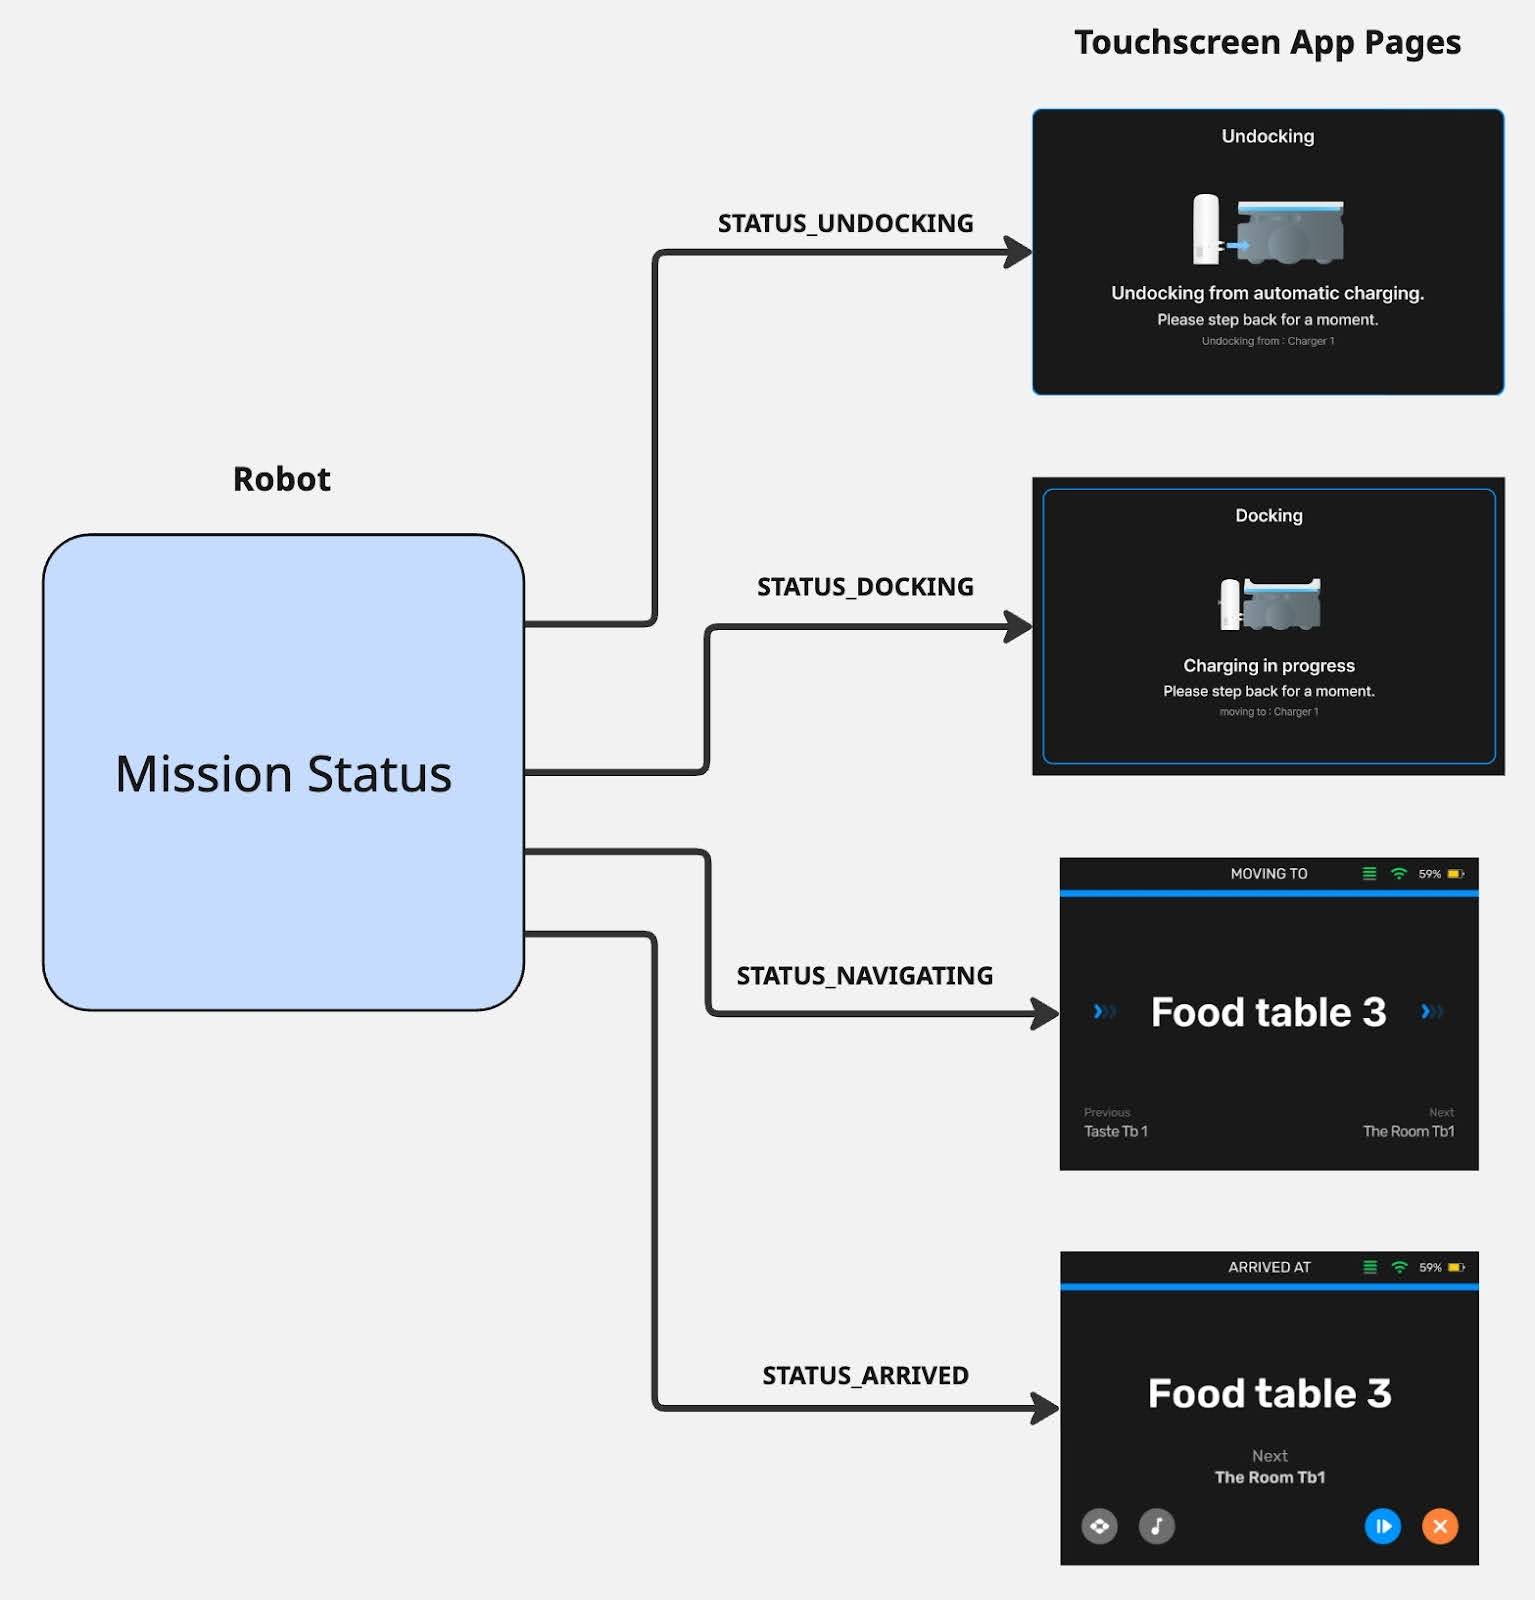 Touchscreen App Pages
Undocking
STATUS_UNDOCKING
Undocking from automatic charging.
Please step back for a moment.
Undocking from : Charger 1
Robot
Mission Status
Docking
STATUS_DOCKING
Charging in progress
Please step back for a moment.
moving to : Charger 1
MOVING TO 59%
STATUS_NAVIGATING
Food table 3
Previous
Taste Tb 1
Next
The Room Tb1
ARRIVED AT 59%
STATUS_ARRIVED
Food table 3
Next
The Room Tb1